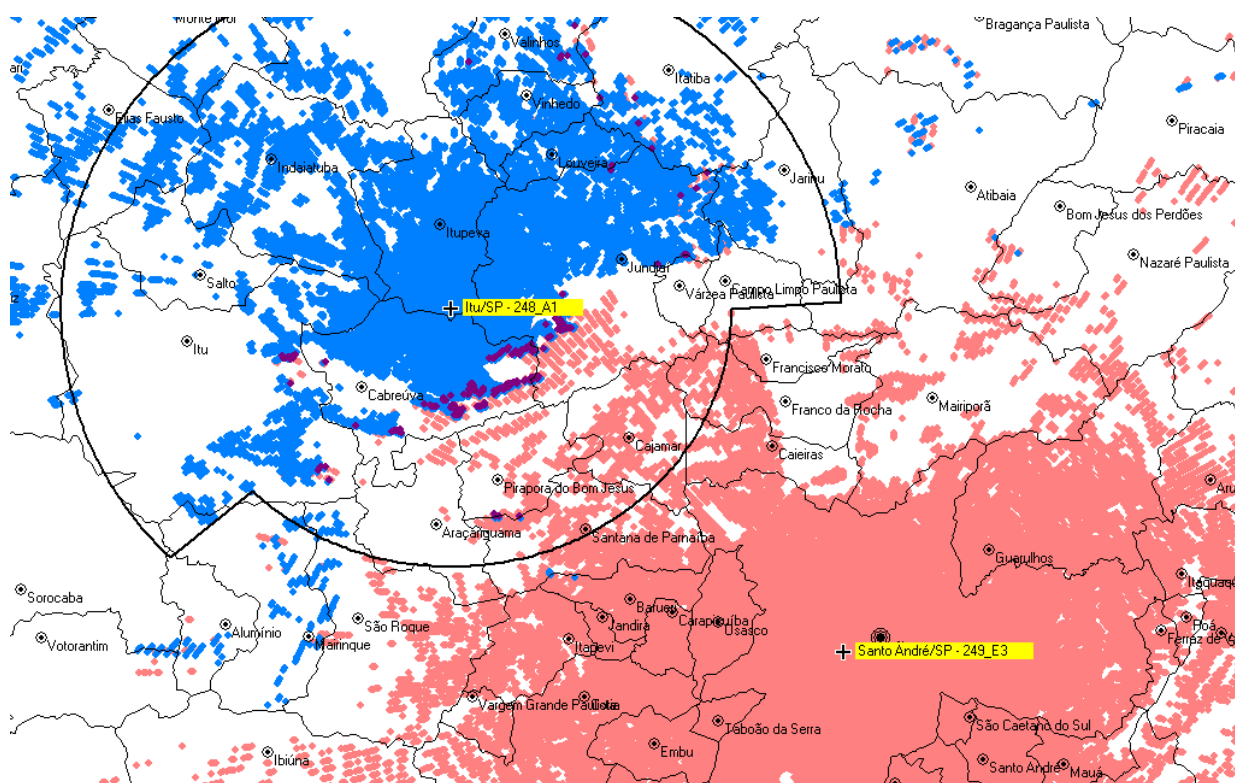 Monte Mor
Bragança Paulista
Valinhos
Itatiba
Vinhedo
Elias Fausto
Piracaia
Louveira
Indaiatuba
Jarinu
Atibaia
Bom Jesus dos Perdões
Itupeva
Nazaré Paulista
Jundiaí
Salto
Campo Limpo Paulista
Várzea Paulista
Itu/SP - 248_A1
Itu
Francisco Morato
Cabreúva
Franco da Rocha
Mairiporã
Cajamar
Caieiras
Pirapora do Bom Jesus
Aru
Araçariguama
Santana de Parnaíba
Guarulhos
Itaquaq
Sorocaba
Barueri
Carapicuíba
Jandira
Osasco
Poá
São Roque
Alumínio
Ferraz de V
Votorantim
Mairinque
Itapevi
Santo André/SP - 249_E3
Vargem Grande Paulista
Cotia
São Caetano do Sul
Taboão da Serra
Embu
Ibiúna
Santo André
Mauá